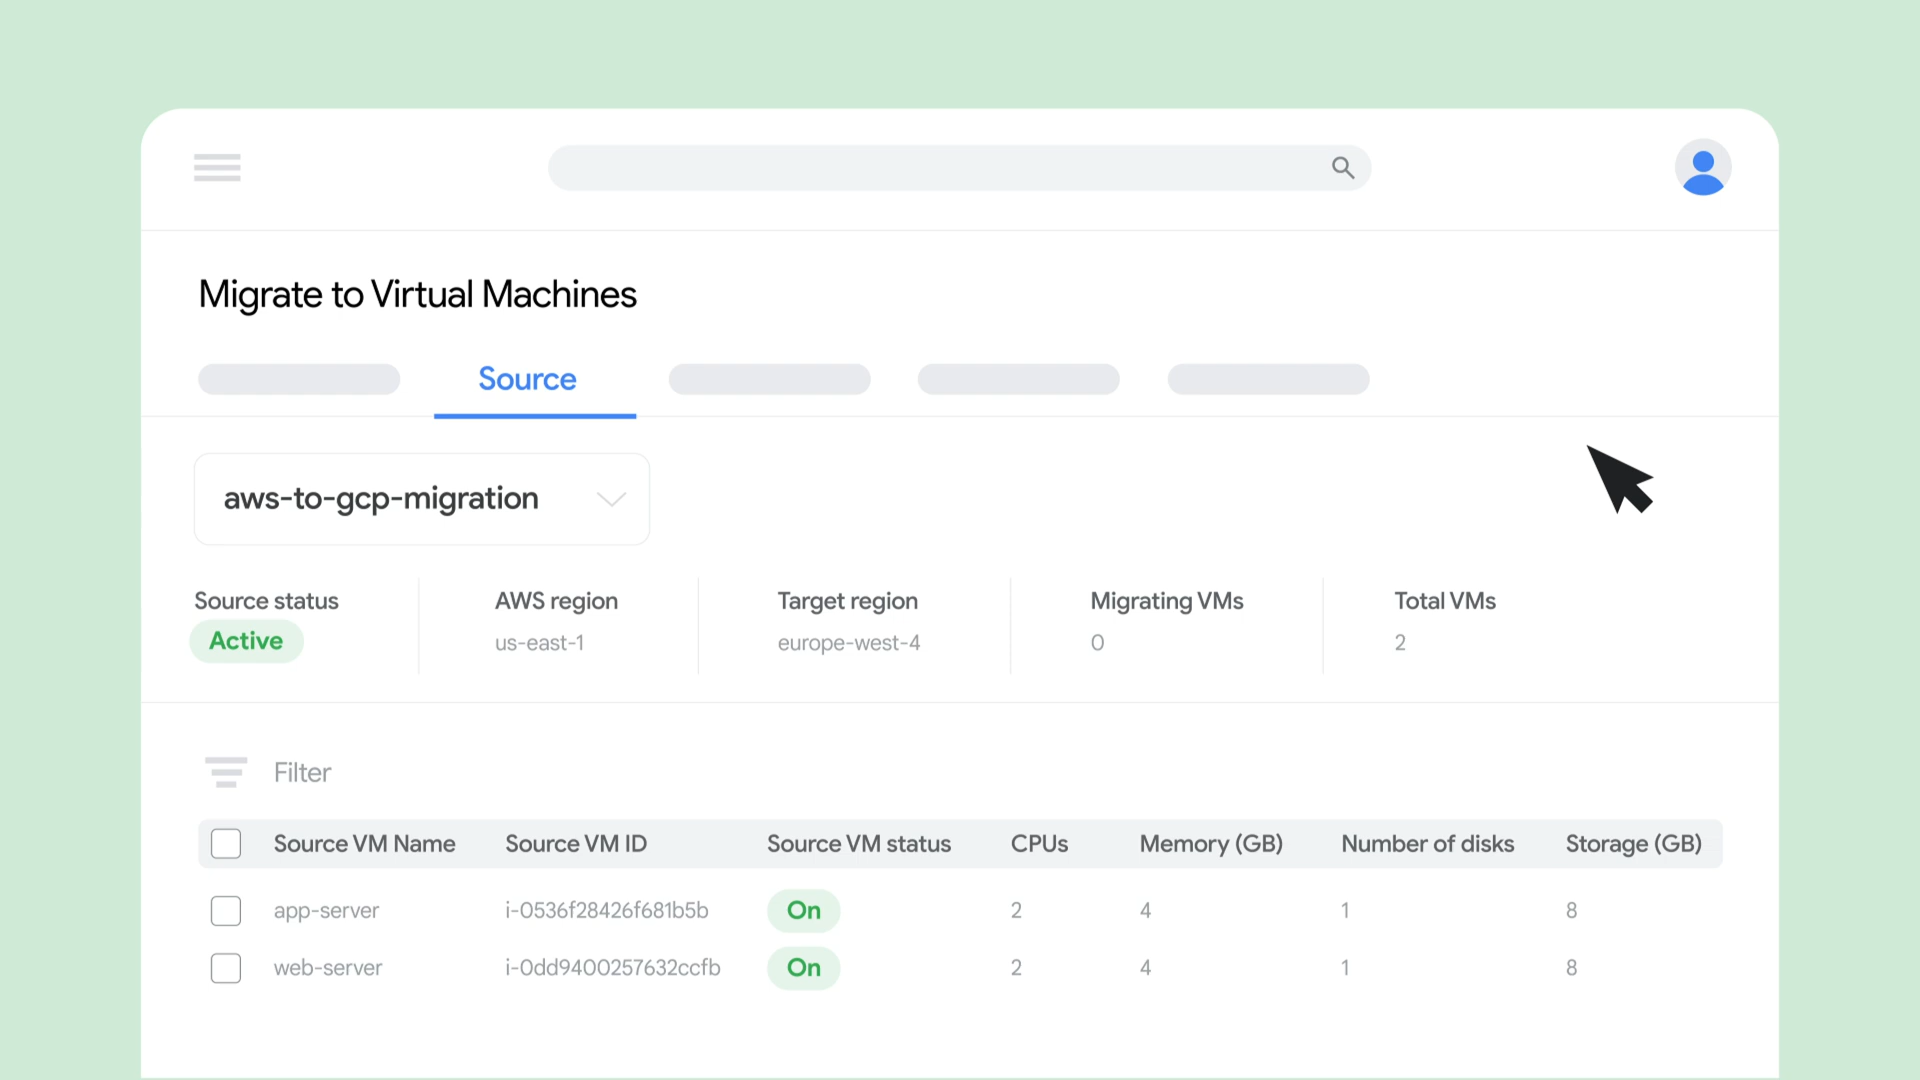 Migrate to Virtual Machines
Source
aws-to-gcp-migration
Source status AWS region Target region Migrating VMs Total VMs
Active us-east-1 europe-west-4 0 2
Filter
Source VM Name Source VM ID Source VM status CPUs Memory (GB) Number of disks Storage (GB)
app-server i-0536f28426f681b5b On 2 4 1 8
web-server i-0dd9400257632ccfb On 2 4 1 8